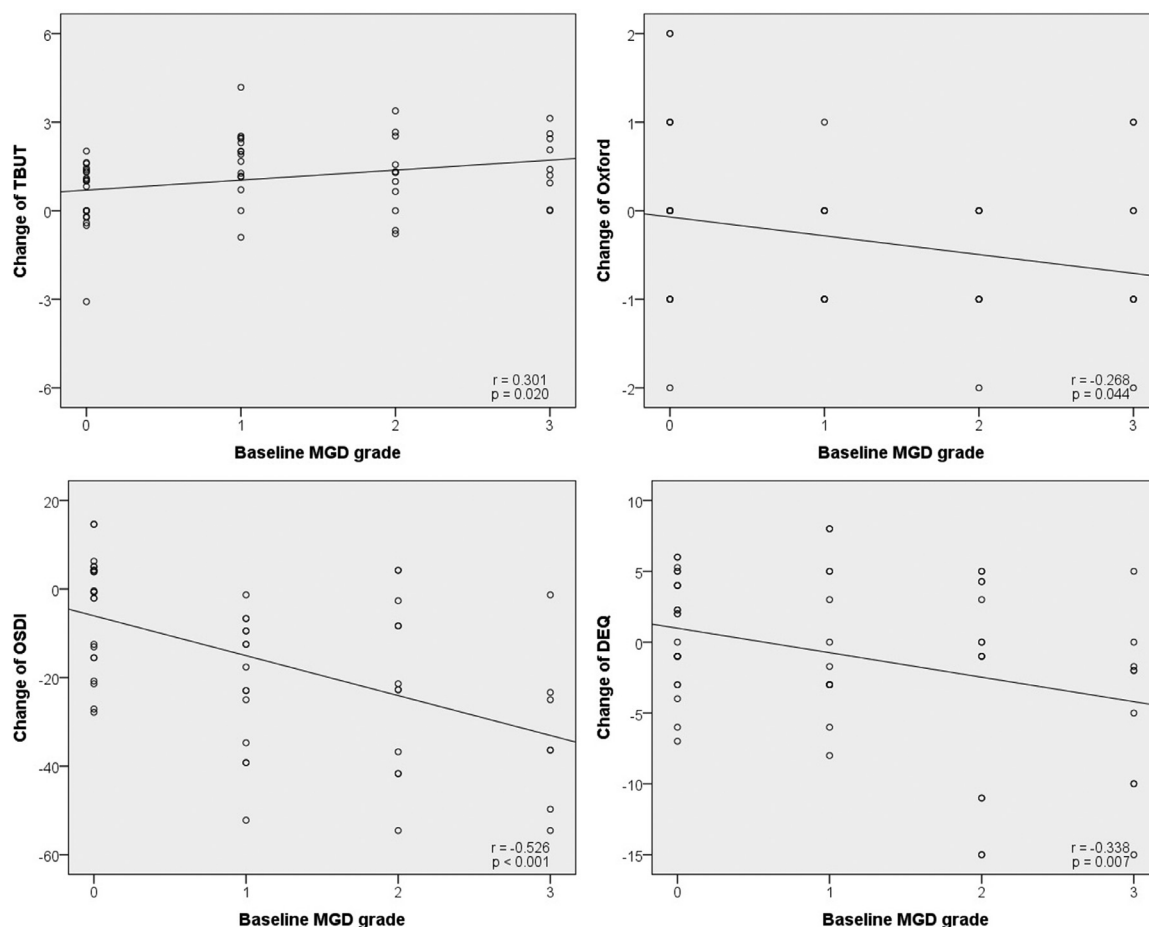 6
3
0
-3
-6
Change of TBUT
r = 0.301
p = 0.020
0 1 2 3
Baseline MGD grade
2
1
0
-1
-2
Change of Oxford
r = -0.268
p = 0.044
0 1 2 3
Baseline MGD grade
20
0
-20
-40
-60
Change of OSDI
r = -0.526
p < 0.001
0 1 2 3
Baseline MGD grade
10
5
0
-5
-10
-15
Change of DEQ
r = -0.338
p = 0.007
0 1 2 3
Baseline MGD grade